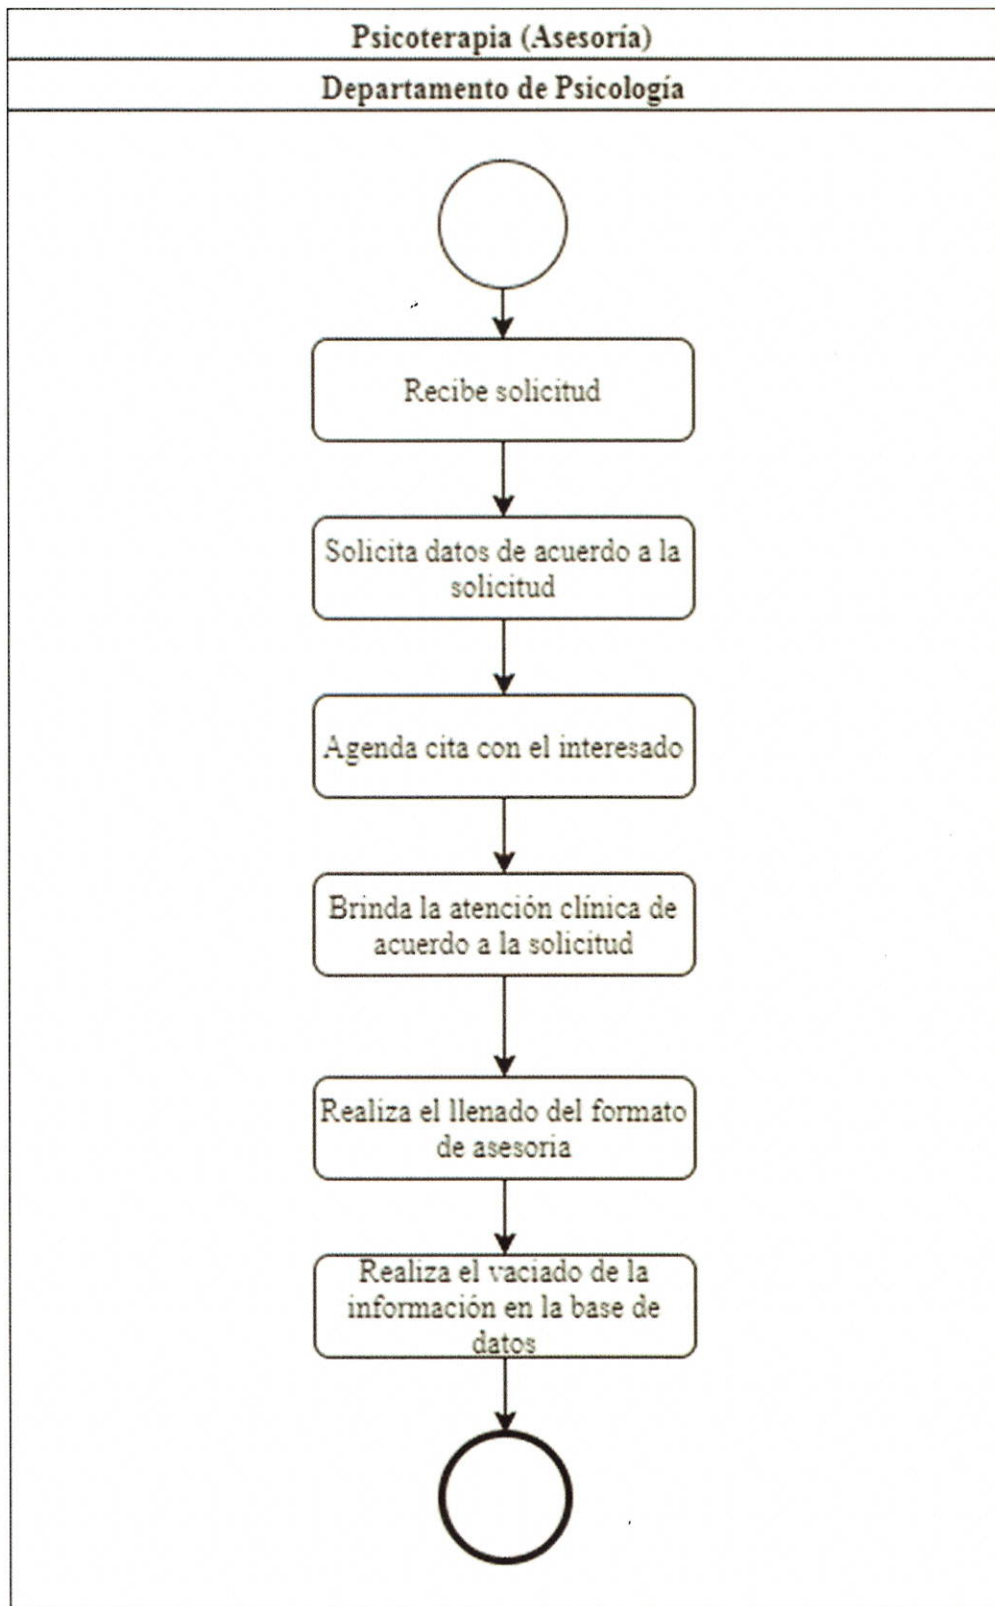 Psicoterapia (Asesoría)
Departamento de Psicología
Recibe solicitud
Solicita datos de acuerdo a la
solicitud
Agenda cita con el interesado
Brinda la atención clínica de
acuerdo a la solicitud
Realiza el llenado del formato
de asesoria
Realiza el vaciado de la
información en la base de
datos